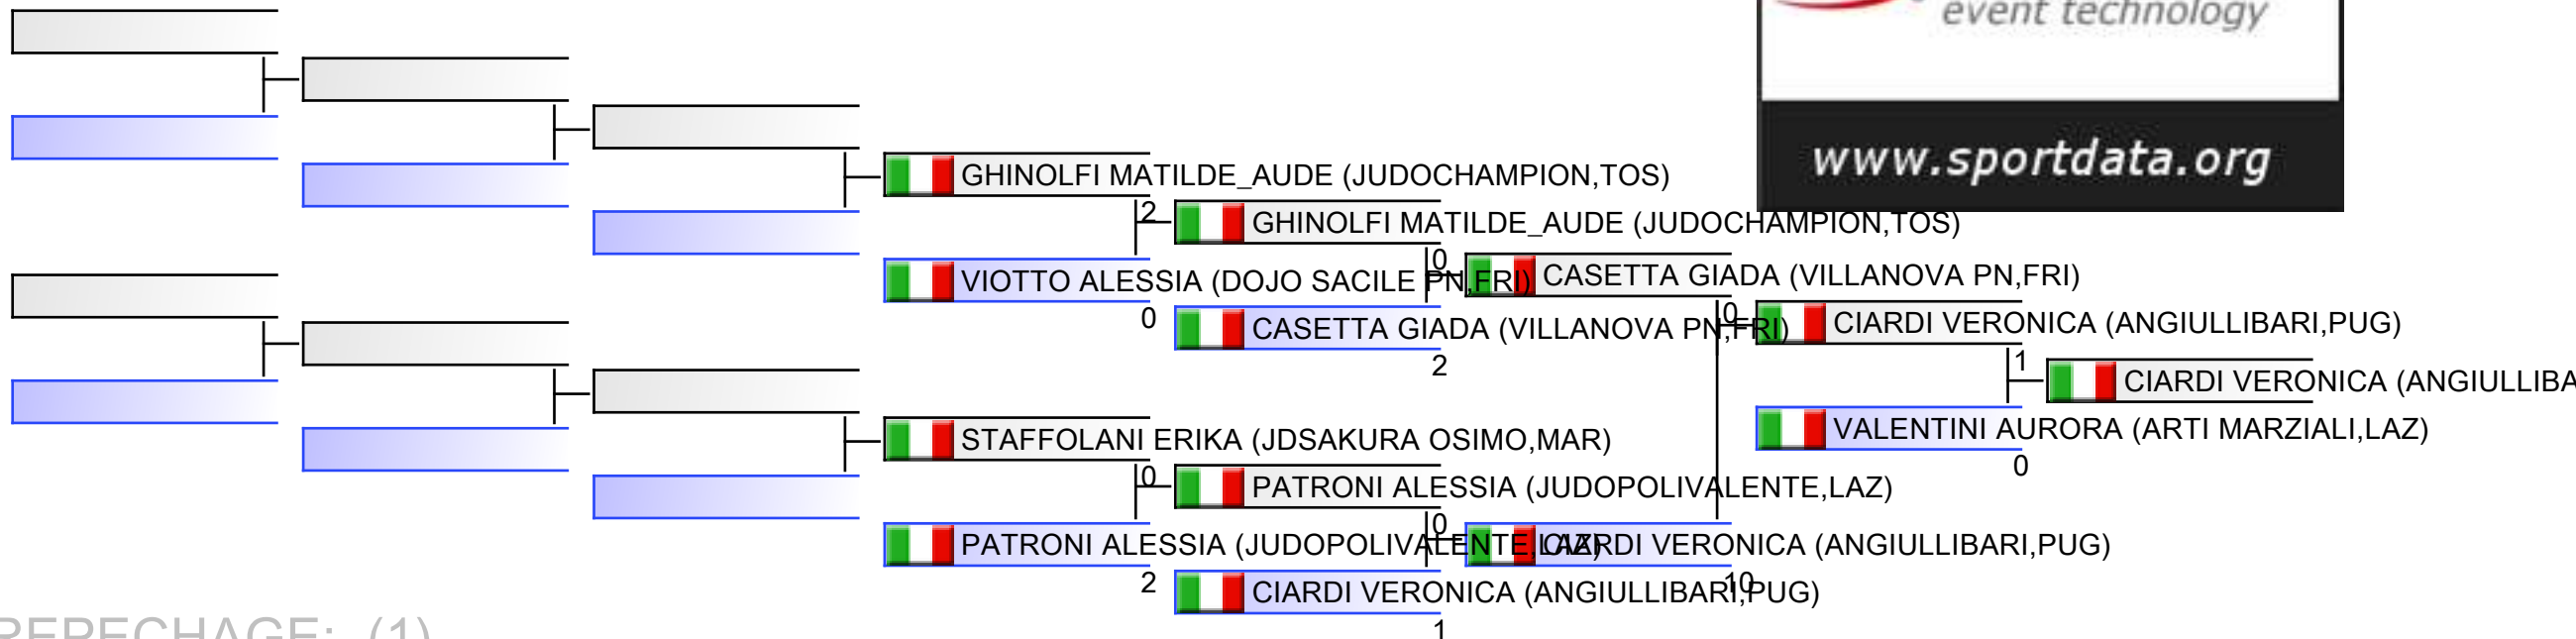 event technology
www.sportdata.org
GHINOLFI MATILDE_AUDE (JUDOCHAMPION,TOS)
2
GHINOLFI MATILDE_AUDE (JUDOCHAMPION,TOS)
0
VIOTTO ALESSIA (DOJO SACILE PN,FRI)
0
CASETTA GIADA (VILLANOVA PN,FRI)
0
CASETTA GIADA (VILLANOVA PN,FRI)
2
CIARDI VERONICA (ANGIULLIBARI,PUG)
1
CIARDI VERONICA (ANGIULLIBA
VALENTINI AURORA (ARTI MARZIALI,LAZ)
0
STAFFOLANI ERIKA (JDSAKURA OSIMO,MAR)
0
PATRONI ALESSIA (JUDOPOLIVALENTE,LAZ)
0
PATRONI ALESSIA (JUDOPOLIVALENTE,LAZ)
2
CIARDI VERONICA (ANGIULLIBARI,PUG)
10
CIARDI VERONICA (ANGIULLIBARI,PUG)
1
REPECHAGE: (1)